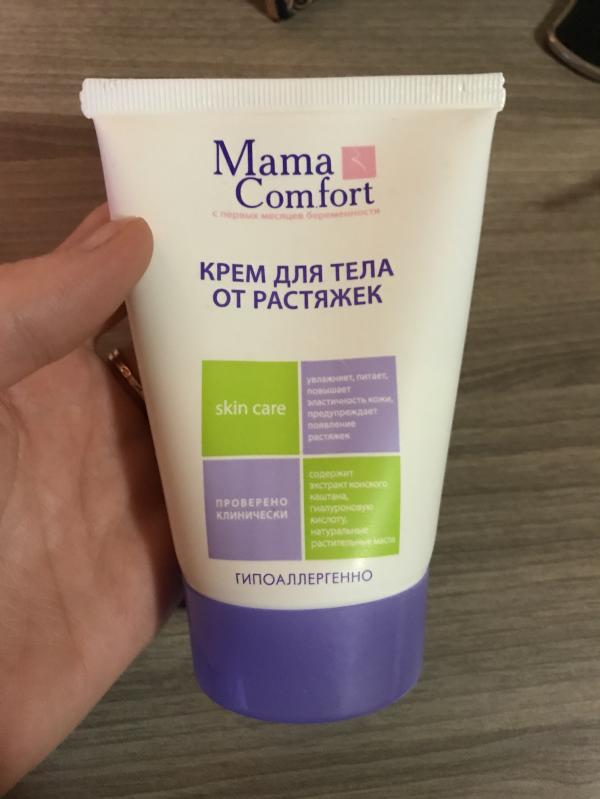 Mama
Comfort
с первых месяцев беременности
КРЕМ ДЛЯ ТЕЛА
ОТ РАСТЯЖЕК
skin care
увлажняет, питает,
повышает
эластичность кожи,
предупреждает
появление
растяжек
ПРОВЕРЕНО
КЛИНИЧЕСКИ
содержит
экстракт конского
каштана,
гиалуроновую
кислоту,
натуральные
растительные масла
ГИПОАЛЛЕРГЕННО